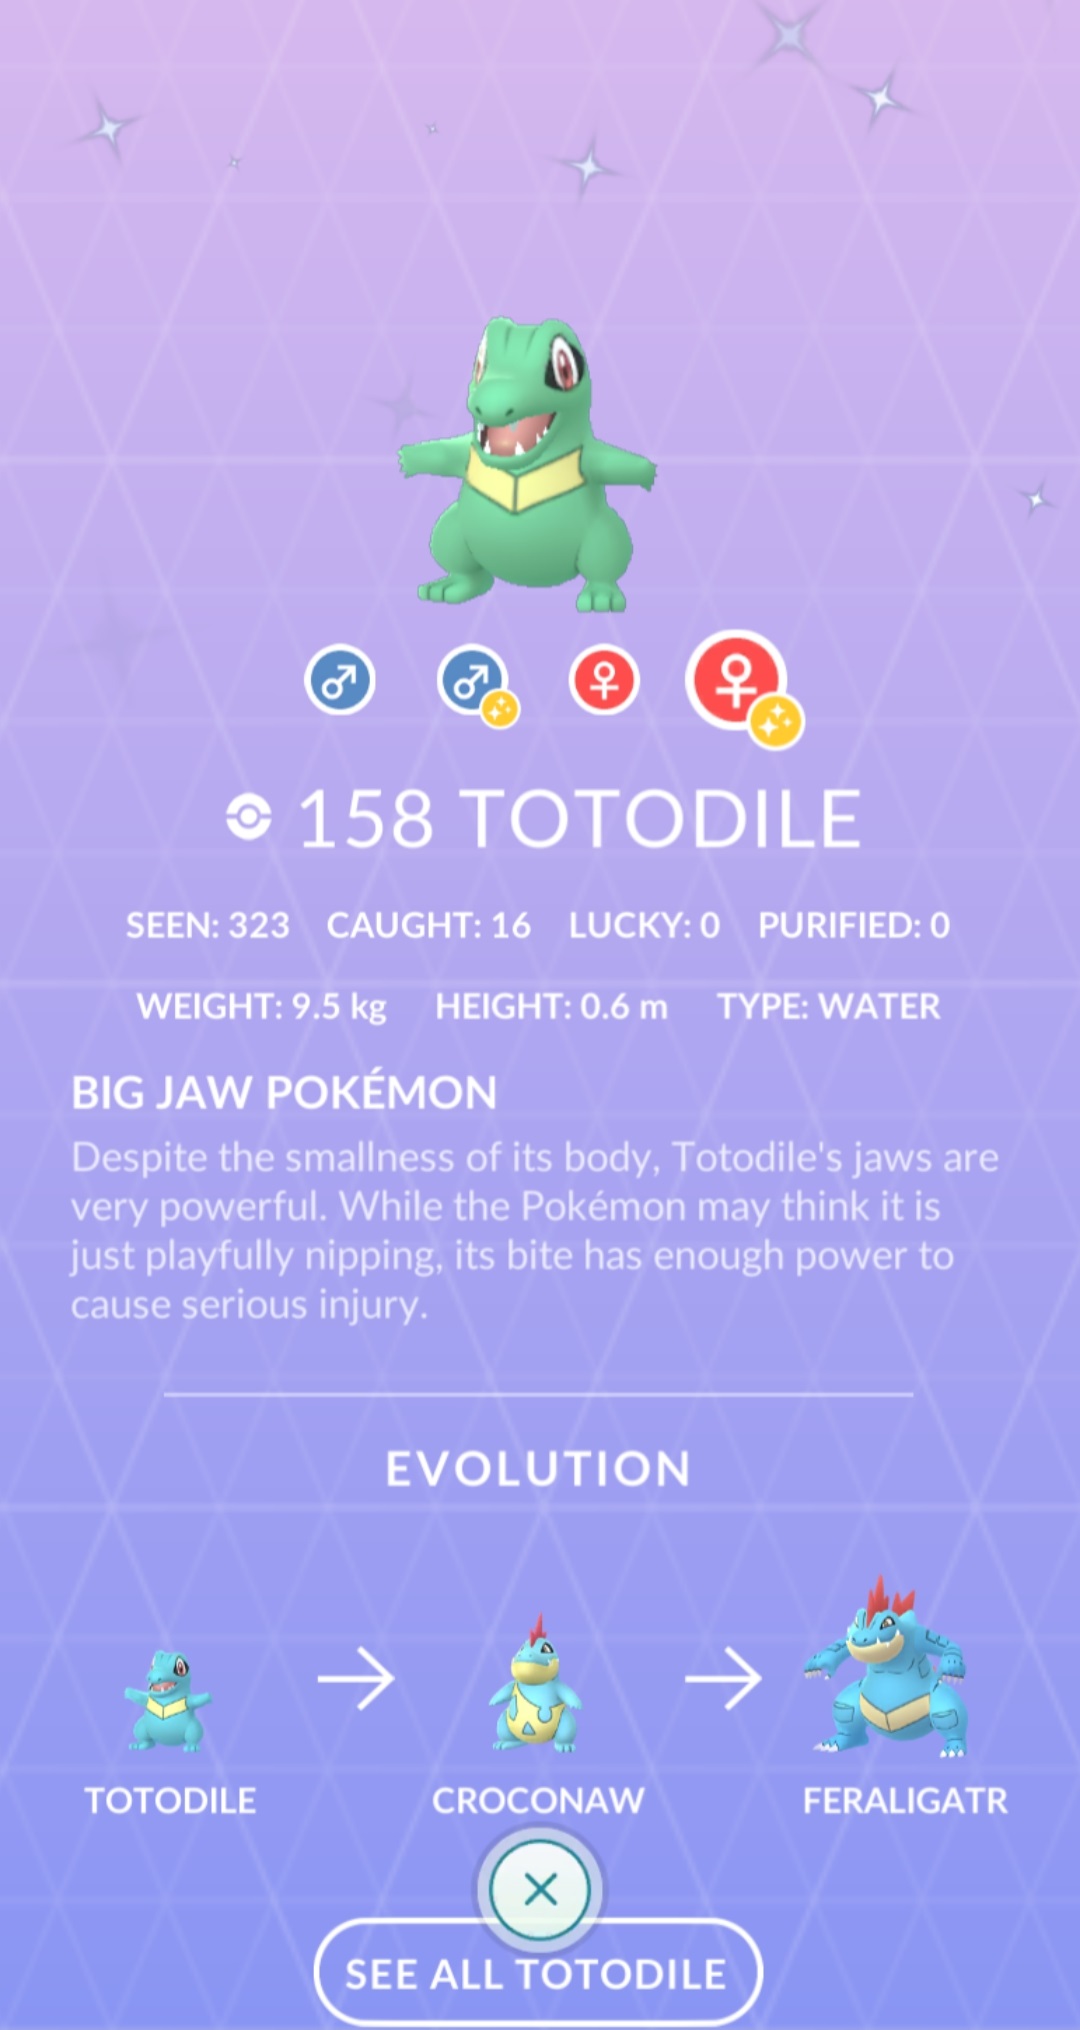 158 TOTODILE
SEEN: 323 CAUGHT: 16 LUCKY: 0 PURIFIED: 0
WEIGHT: 9.5 kg HEIGHT: 0.6 m TYPE: WATER
BIG JAW POKÉMON
Despite the smallness of its body, Totodile's jaws are
very powerful. While the Pokémon may think it is
just playfully nipping, its bite has enough power to
cause serious injury.
EVOLUTION
TOTODILE CROCONAW FERALIGATR
SEE ALL TOTODILE